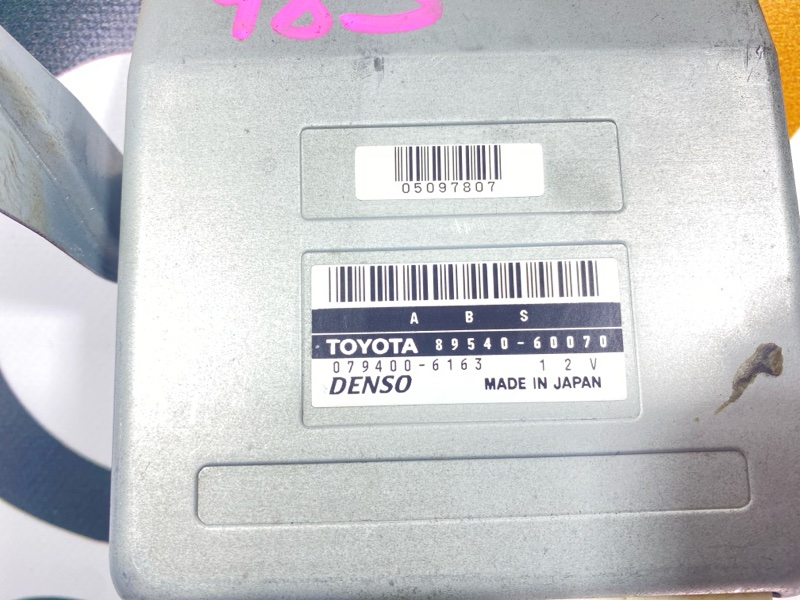 05097807
A B S
TOYOTA 89540-60070
079400-6163 12V
DENSO MADE IN JAPAN